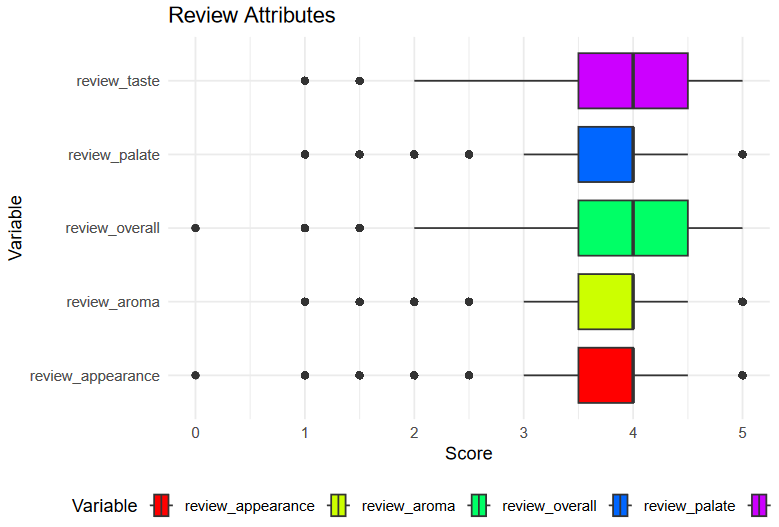 Review Attributes
review_taste
review_palate
review_overall
review_aroma
review_appearance
Variable
0 1 2 3 4 5
Score
Variable review_appearance review_aroma review_overall review_palate